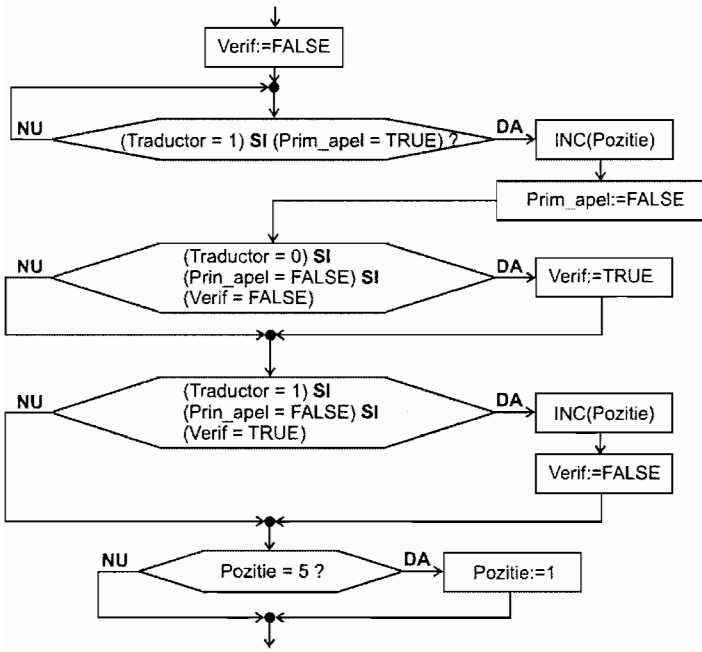 Verif:=FALSE
NU
(Traductor = 1) SI (Prim_apel = TRUE) ?
DA
INC(Pozitie)
Prim_apel:=FALSE
NU
(Traductor = 0) SI
(Prin_apel = FALSE) SI
(Verif = FALSE)
DA
Verif:=TRUE
NU
(Traductor = 1) SI
(Prin_apel = FALSE) SI
(Verif = TRUE)
DA
INC(Pozitie)
Verif:=FALSE
NU
Pozitie = 5 ?
DA
Pozitie:=1